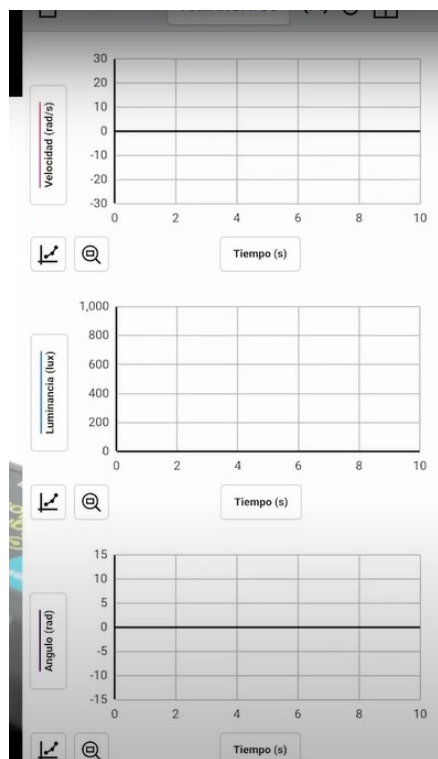 30
20
10
0
-10
-20
-30
Velocidad (rad/s)
0 2 4 6 8 10
Tiempo (s)
1,000
800
600
400
200
0
Luminancia (lux)
0 2 4 6 8 10
Tiempo (s)
15
10
5
0
-5
-10
-15
Angulo (rad)
0 2 4 6 8 10
Tiempo (s)